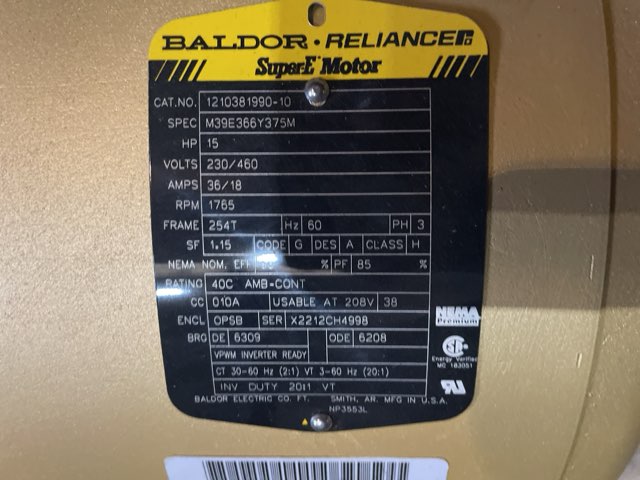 BALDOR • RELIANCE
Super-E Motor
CAT.NO. 1210381990-10
SPEC M39E366Y375M
HP 15
VOLTS 230/460
AMPS 36/18
RPM 1765
FRAME 254T Hz 60 PH 3
SF 1.15 CODE G DES A CLASS H
NEMA NOM. EFF % PF 85 %
RATING 40C AMB-CONT
CC 010A USABLE AT 208V 38
ENCL OPSB SER X2212CH4998
BRG DE 6309 ODE 6208
VPWM INVERTER READY
CT 30-60 Hz (2:1) VT 3-60 Hz (20:1)
INV DUTY 20:1 VT
BALDOR ELECTRIC CO. FT. SMITH, AR. MFG IN U.S.A.
NP3553L
NEMA
Premium
Energy Verified